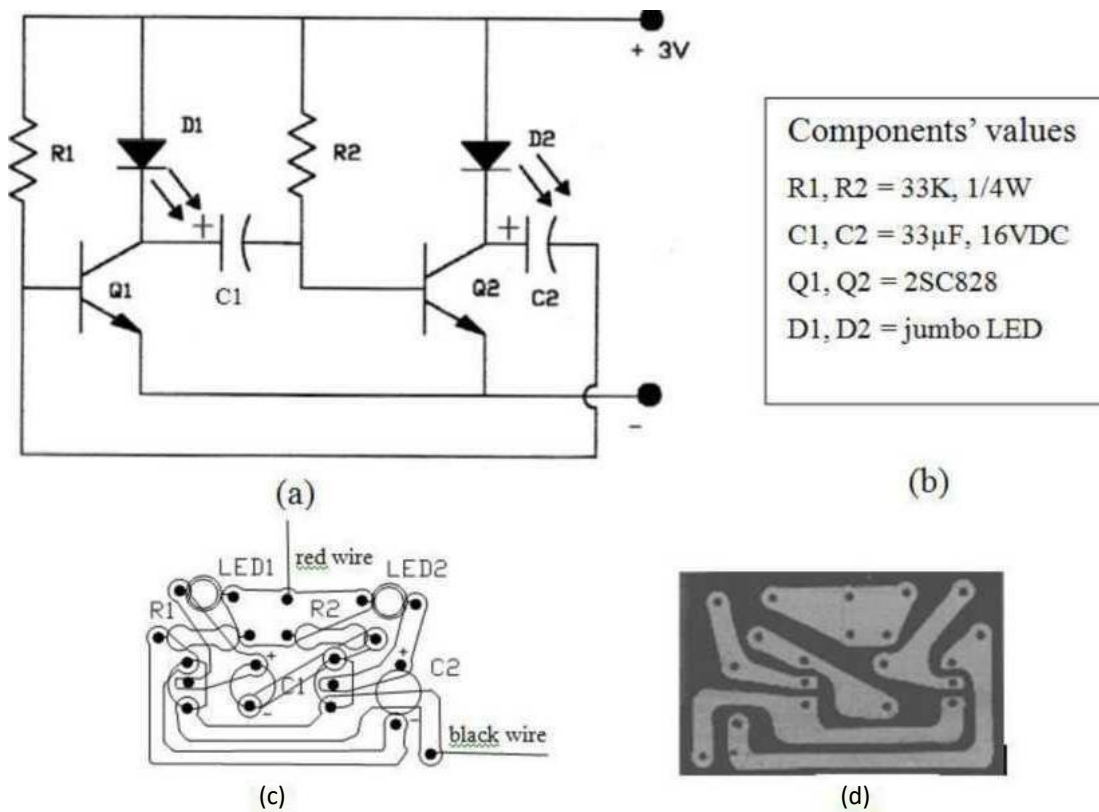 + 3V
D1
D2
R1
R2
+
+
Q1
C1
Q2
C2
-
(a)
Components' values
R1, R2 = 33K, 1/4W
C1, C2 = 33µF, 16VDC
Q1, Q2 = 2SC828
D1, D2 = jumbo LED
(b)
red wire
LED1
LED2
R1
R2
+
+
C1
C2
-
-
black wire
(c)
(d)